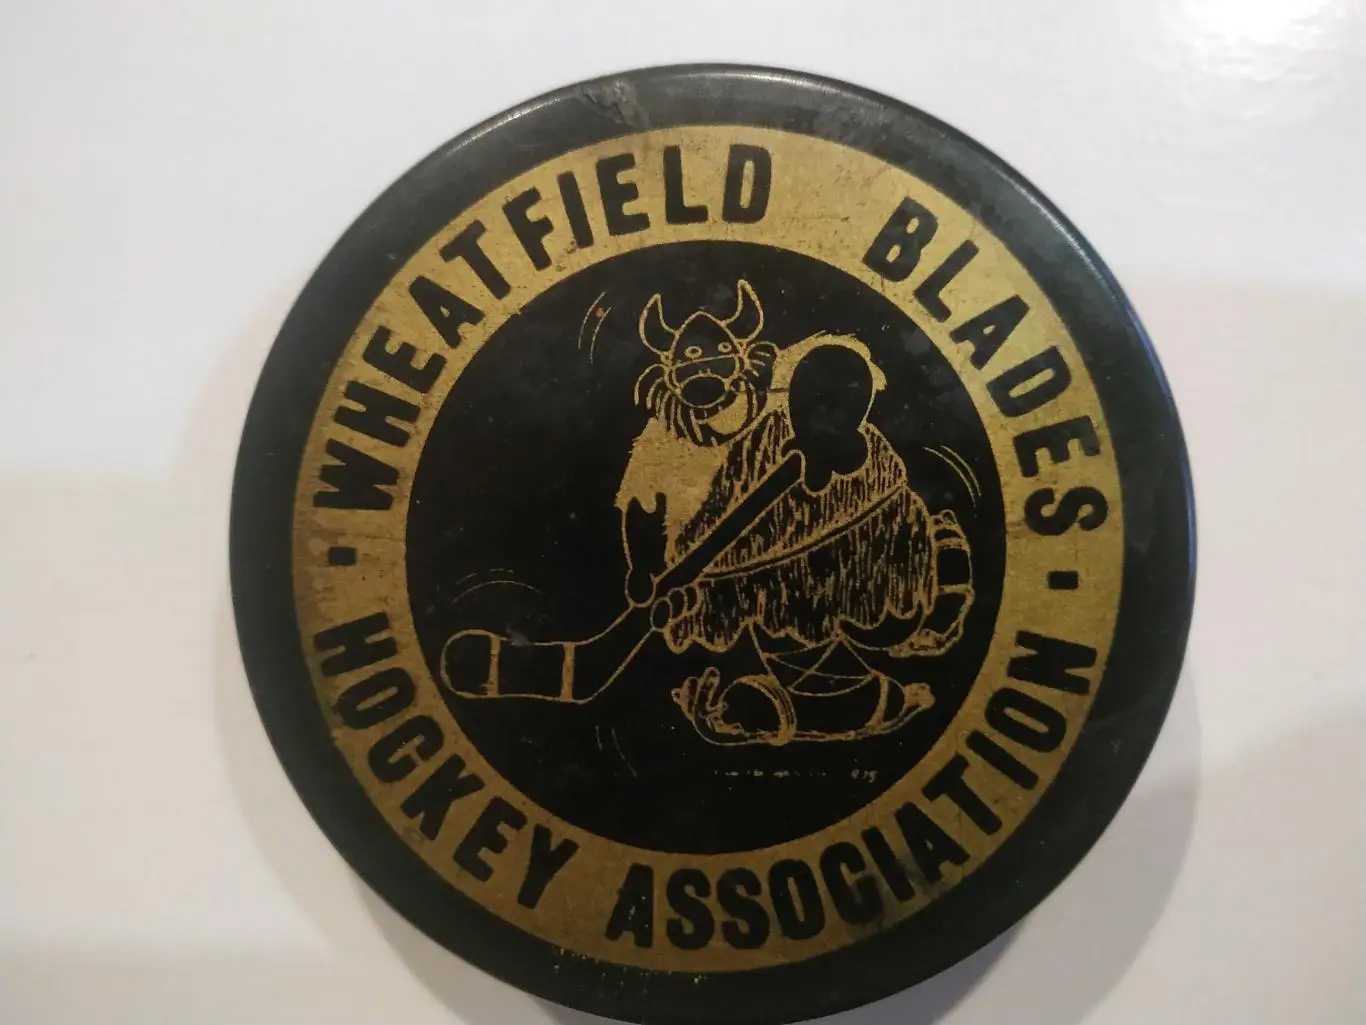 · WHEATFIELD BLADES ·
HOCKEY ASSOCIATION